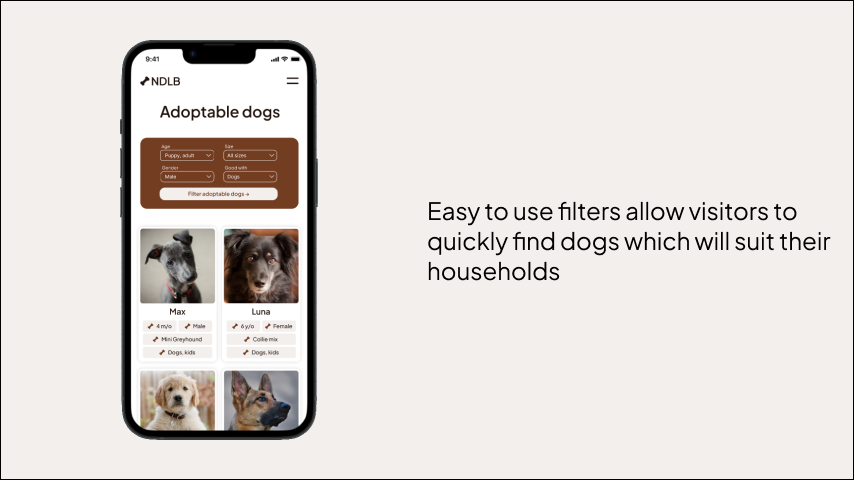 9:41
NDLB
Adoptable dogs
Age Size
Puppy, adult All sizes
Gender Good with
Male Dogs
Filter adoptable dogs →
Max Luna
4 m/o Male 6 y/o Female
Mini Greyhound Collie mix
Dogs, kids Dogs, kids
Easy to use filters allow visitors to
quickly find dogs which will suit their
households